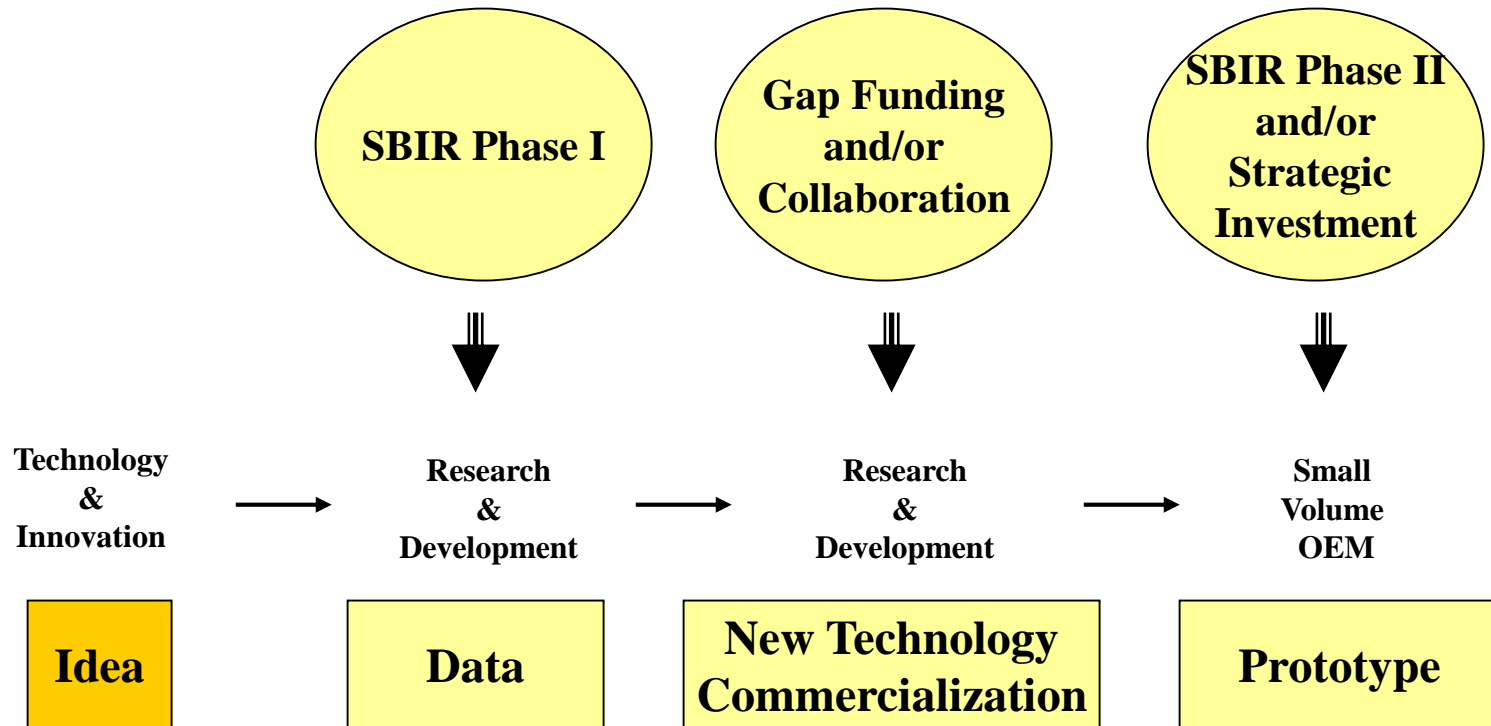 SBIR Phase I
Gap Funding
and/or
Collaboration
SBIR Phase II
and/or
Strategic
Investment
Technology
&
Innovation
Research
&
Development
Research
&
Development
Small
Volume
OEM
Idea
Data
New Technology
Commercialization
Prototype